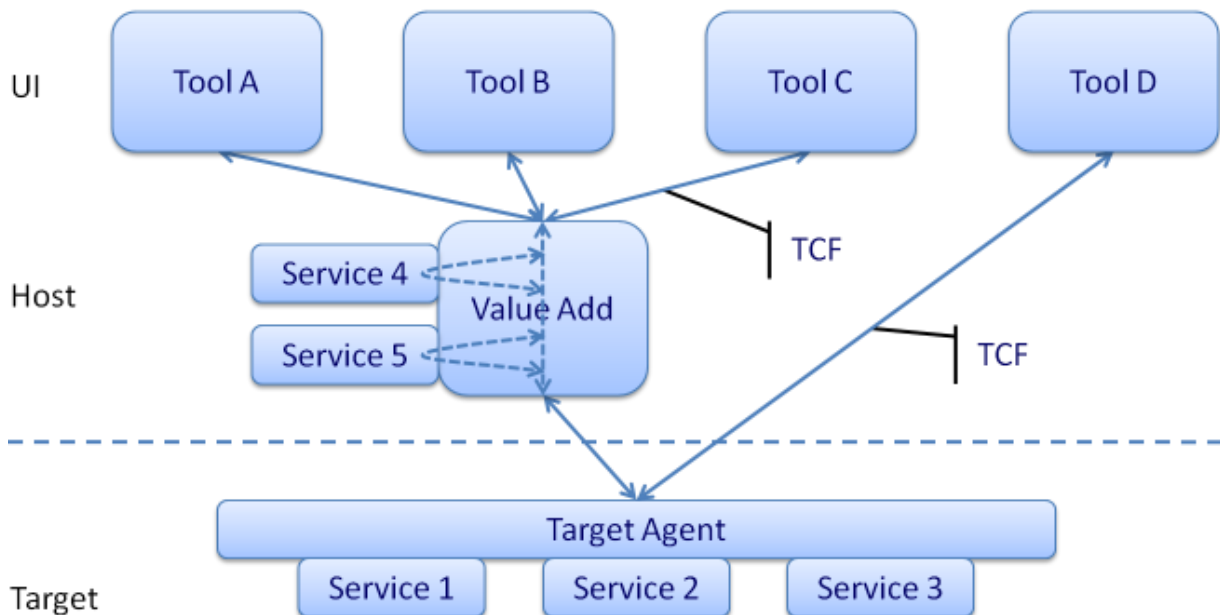 UI
Tool A
Tool B
Tool C
Tool D
TCF
Host
Service 4
Value Add
Service 5
TCF
Target Agent
Target
Service 1
Service 2
Service 3